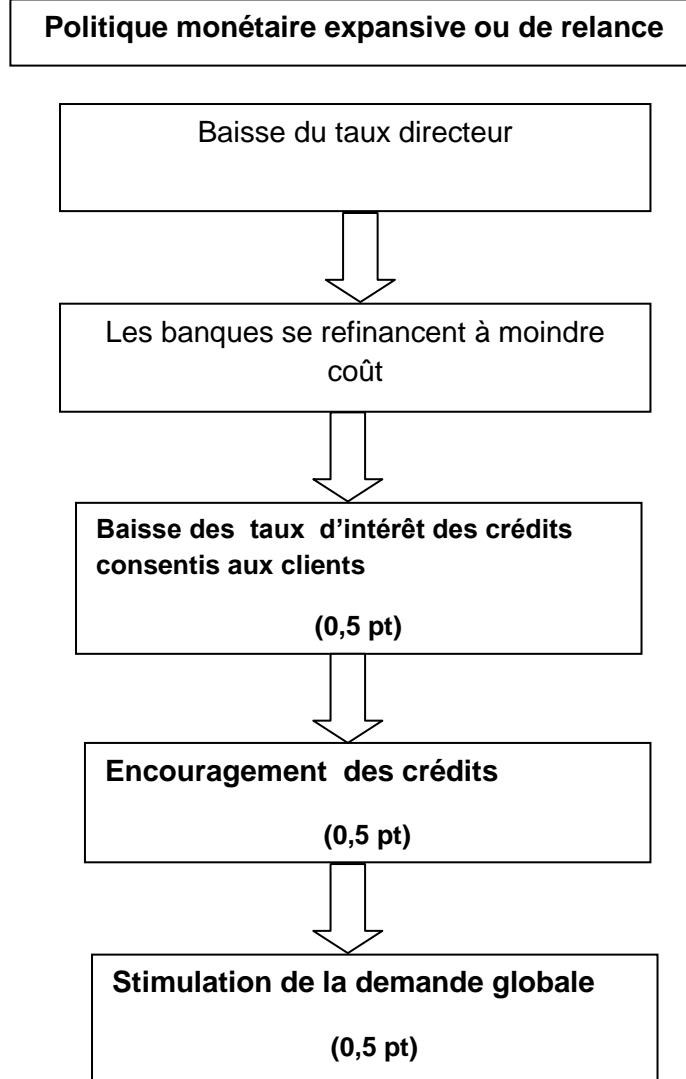 Politique monétaire expansive ou de relance
Baisse du taux directeur
Les banques se refinancent à moindre
coût
Baisse des taux d’intérêt des crédits
consentis aux clients
(0,5 pt)
Encouragement des crédits
(0,5 pt)
Stimulation de la demande globale
(0,5 pt)